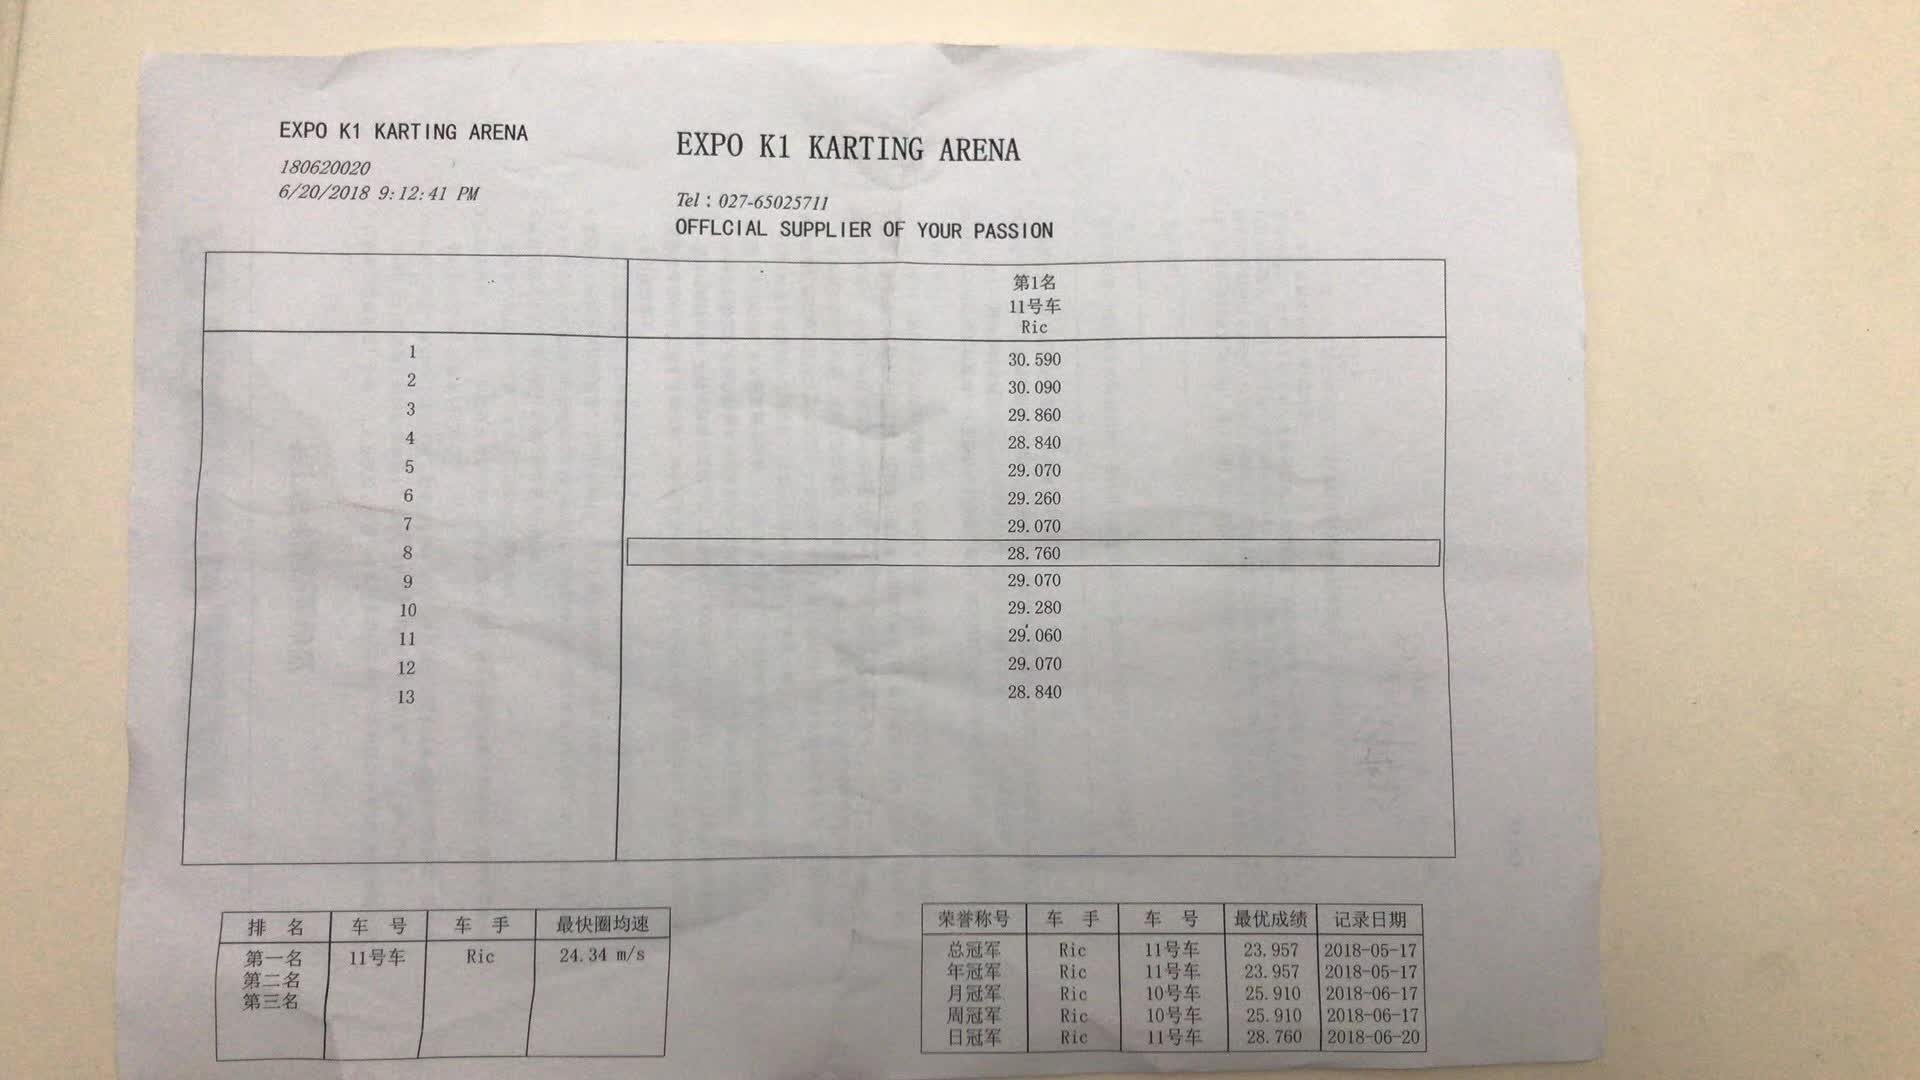 EXPO K1 KARTING ARENA
180620020
6/20/2018 9:12:41 PM
EXPO K1 KARTING ARENA
Tel：027-65025711
OFFLCIAL SUPPLIER OF YOUR PASSION
第1名
11号车
Ric
1 30.590
2 30.090
3 29.860
4 28.840
5 29.070
6 29.260
7 29.070
8 28.760
9 29.070
10 29.280
11 29.060
12 29.070
13 28.840
排 名 车 号 车 手 最快圈均速
第一名 11号车 Ric 24.34 m/s
第二名
第三名
荣誉称号 车 手 车 号 最优成绩 记录日期
总冠军 Ric 11号车 23.957 2018-05-17
年冠军 Ric 11号车 23.957 2018-05-17
月冠军 Ric 10号车 25.910 2018-06-17
周冠军 Ric 10号车 25.910 2018-06-17
日冠军 Ric 11号车 28.760 2018-06-20